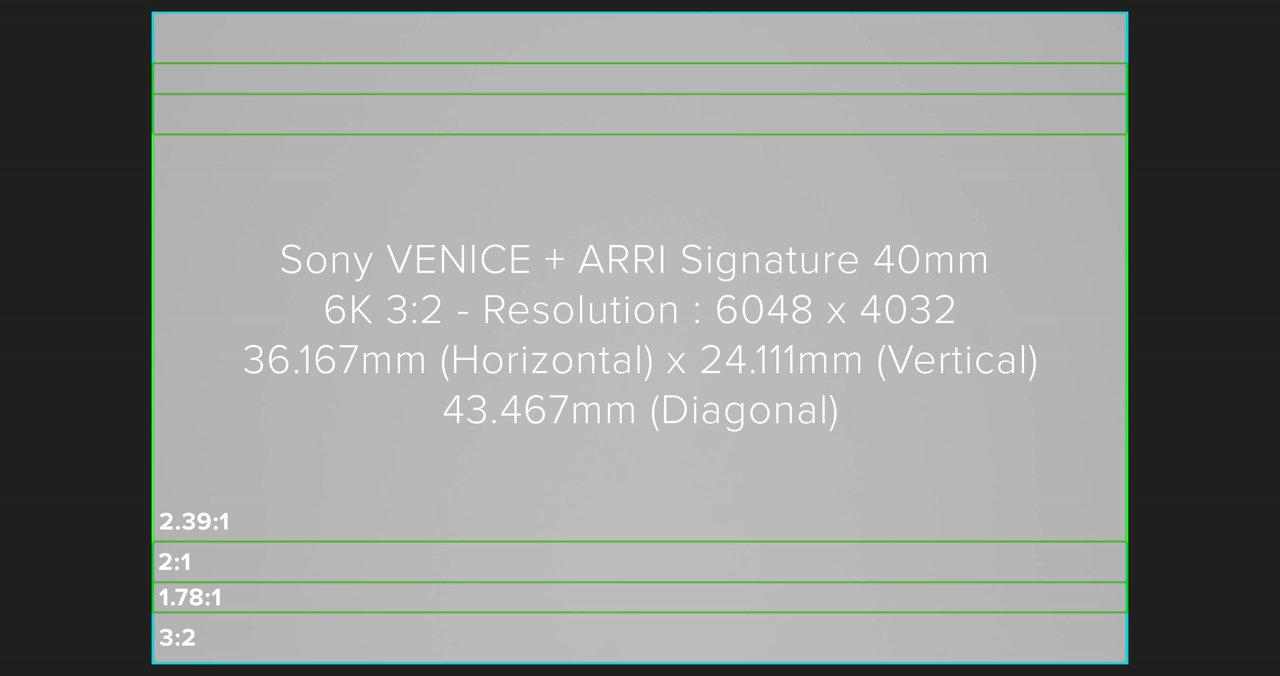 Sony VENICE + ARRI Signature 40mm
6K 3:2 - Resolution : 6048 x 4032
36.167mm (Horizontal) x 24.111mm (Vertical)
43.467mm (Diagonal)
2.39:1
2:1
1.78:1
3:2